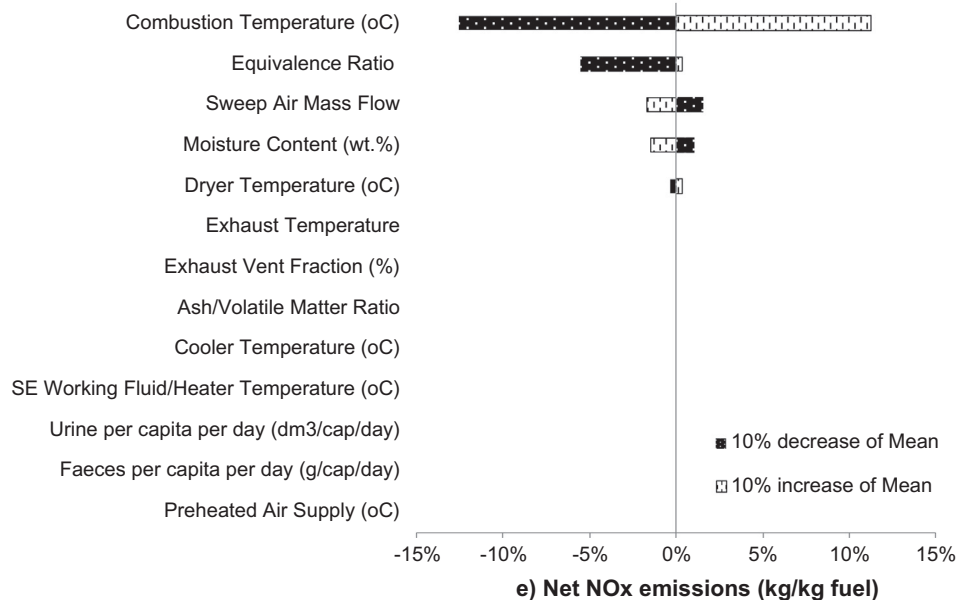 Combustion Temperature (oC)
Equivalence Ratio
Sweep Air Mass Flow
Moisture Content (wt.%)
Dryer Temperature (oC)
Exhaust Temperature
Exhaust Vent Fraction (%)
Ash/Volatile Matter Ratio
Cooler Temperature (oC)
SE Working Fluid/Heater Temperature (oC)
Urine per capita per day (dm3/cap/day)
Faeces per capita per day (g/cap/day)
Preheated Air Supply (oC)
10% decrease of Mean
10% increase of Mean
-15% -10% -5% 0% 5% 10% 15%
e) Net NOx emissions (kg/kg fuel)